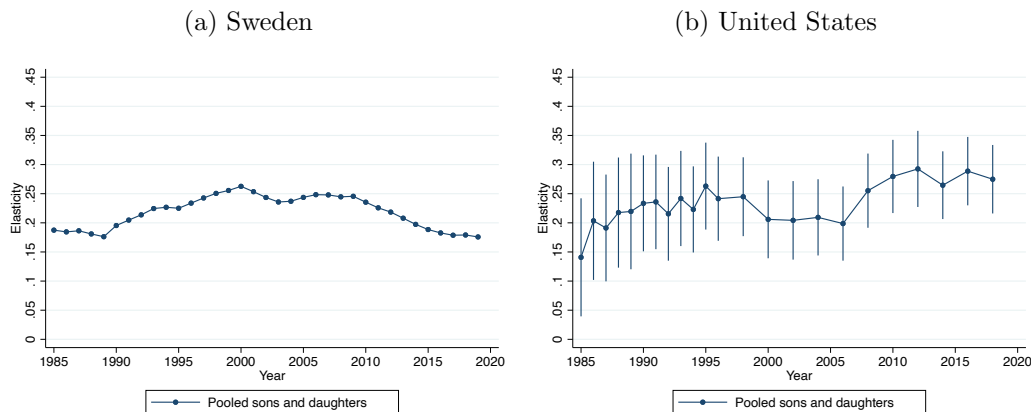 (a) Sweden
(b) United States
.45
.4
.35
.3
.25
.2
.15
.1
.05
0
Elasticity
1985 1990 1995 2000 2005 2010 2015 2020
Year
Pooled sons and daughters
.45
.4
.35
.3
.25
.2
.15
.1
.05
0
Elasticity
1985 1990 1995 2000 2005 2010 2015 2020
Year
Pooled sons and daughters